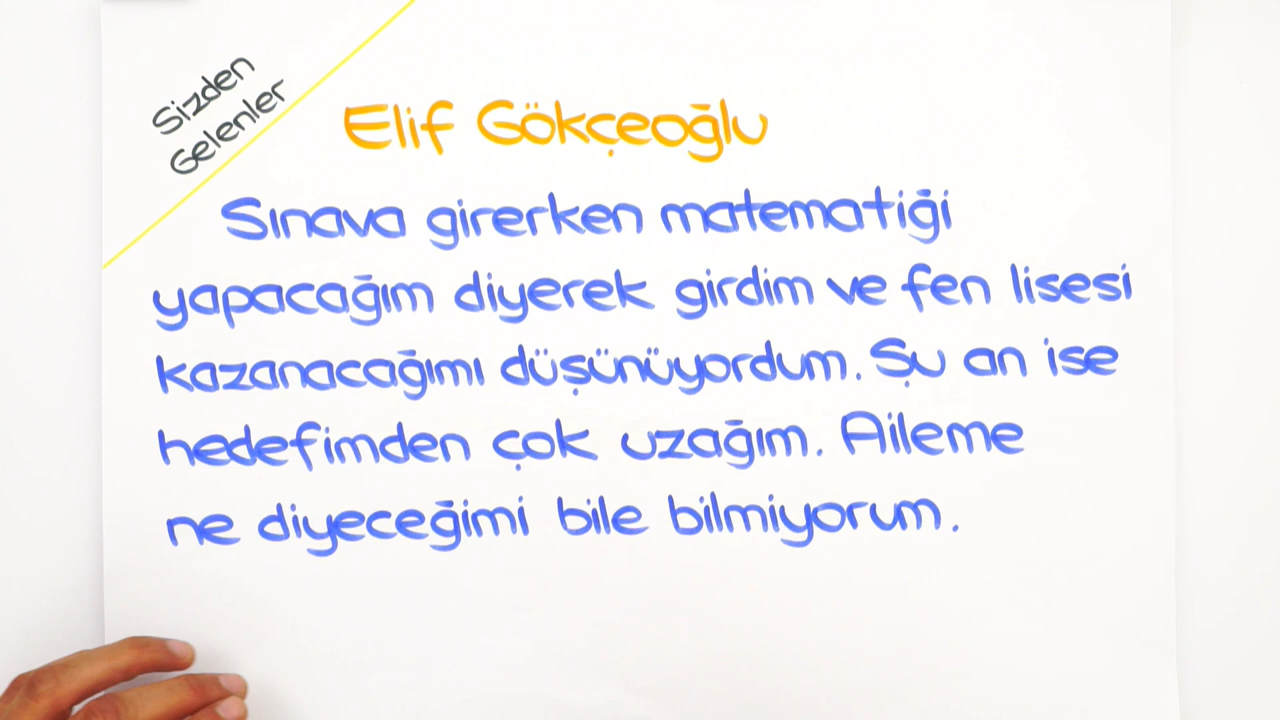 Sizden
Gelenler
Elif Gökçeoğlu
Sınava girerken matematiği
yapacağım diyerek girdim ve fen lisesi
kazanacağımı düşünüyordum. Şu an ise
hedefimden çok uzağım. Aileme
ne diyeceğimi bile bilmiyorum.